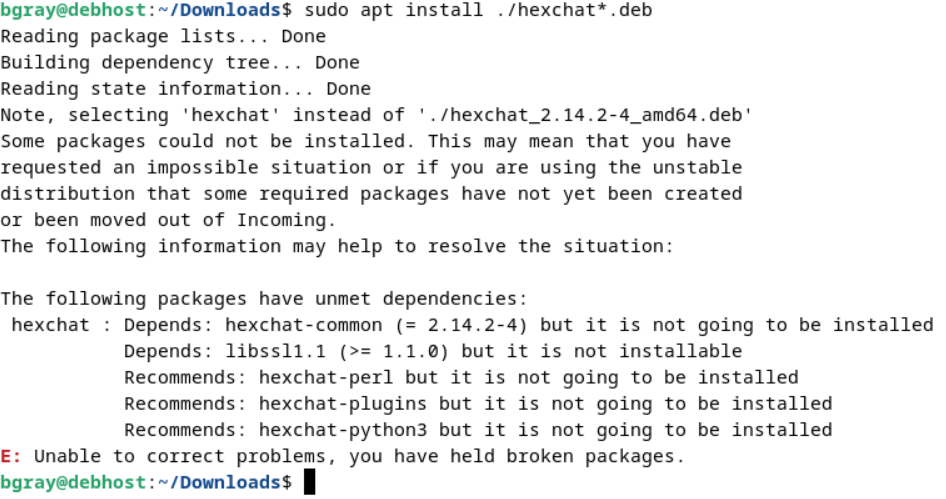 bgray@debhost:~/Downloads$ sudo apt install ./hexchat*.deb
Reading package lists... Done
Building dependency tree... Done
Reading state information... Done
Note, selecting 'hexchat' instead of './hexchat_2.14.2-4_amd64.deb'
Some packages could not be installed. This may mean that you have
requested an impossible situation or if you are using the unstable
distribution that some required packages have not yet been created
or been moved out of Incoming.
The following information may help to resolve the situation:

The following packages have unmet dependencies:
 hexchat : Depends: hexchat-common (= 2.14.2-4) but it is not going to be installed
           Depends: libssl1.1 (>= 1.1.0) but it is not installable
           Recommends: hexchat-perl but it is not going to be installed
           Recommends: hexchat-plugins but it is not going to be installed
           Recommends: hexchat-python3 but it is not going to be installed
E: Unable to correct problems, you have held broken packages.
bgray@debhost:~/Downloads$